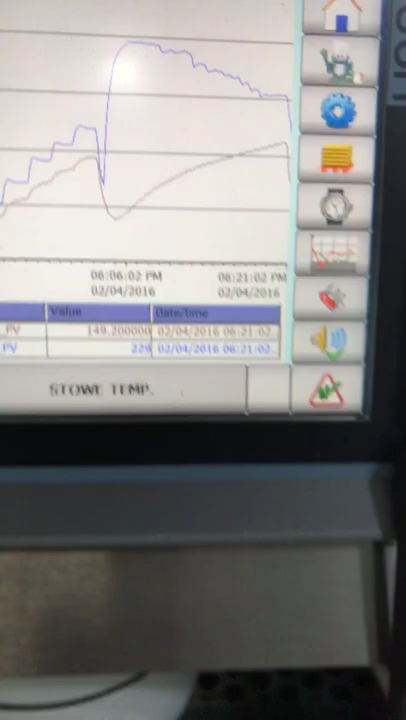 06:06:02 PM 06:21:02 PM
02/04/2016 02/04/2016
Value Date/Time
PV 149.200000 02/04/2016 06:21:02
PV 229 02/04/2016 06:21:02
STOWE TEMP.